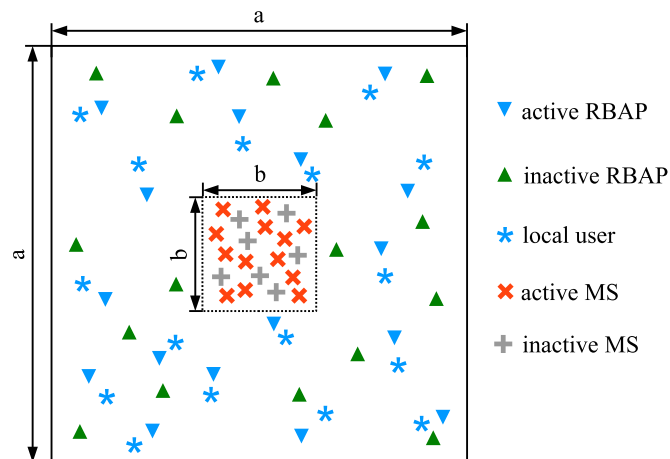 a
a
b
b
active RBAP
inactive RBAP
local user
active MS
inactive MS